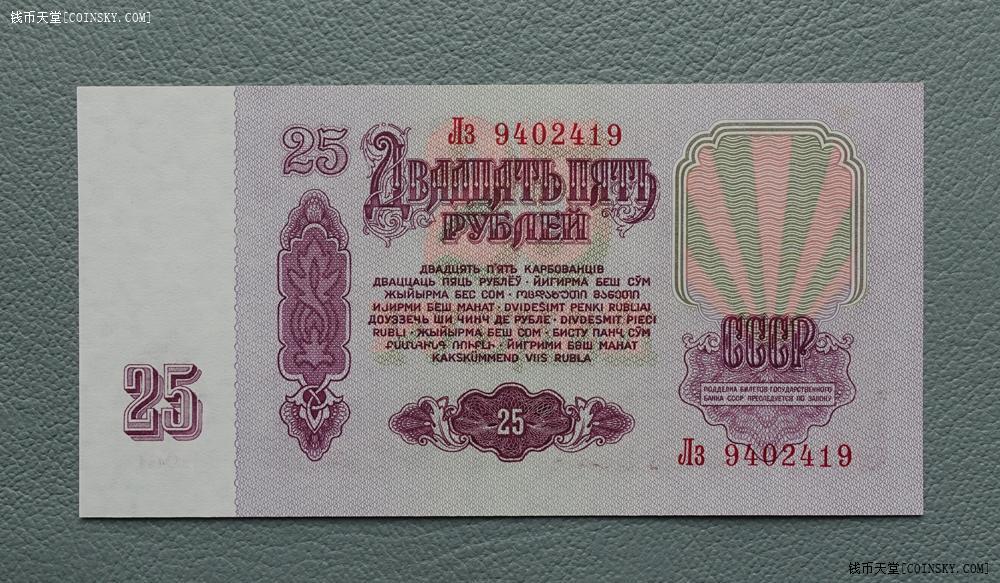 钱币天堂[COINSKY.COM]
25
Лз 9402419
Двадцать пять
рублей
ДВАДЦЯТЬ П'ЯТЬ КАРБОВАНЦІВ
ДВАЦЦАЦЬ ПЯЦЬ РУБЛЁЎ · ЙИГИРМА БЕШ СЎМ
ЖЫЙЫРМА БЕС СОМ · ᲝᲪᲓᲐᲮᲣᲗᲘ ᲛᲐᲜᲔᲗᲘ
ИЈИРМИ БЕШ МАНАТ · DVIDEŠIMT PENKI RUBLIAI
ДОУЭЗЕЧЬ ШИ ЧИНЧ ДЕ РУБЛЕ · DIVDESMIT PIECI
RUBĻI · ЖЫЙЫРМА БЕШ СОМ · БИСТУ ПАНҶ СӮМ
ՔՍԱՆՀԻՆԳ ՌՈՒԲԼԻ · ЙИГРИМИ БӘШ МАНАТ
KAKSKÜMMEND VIIS RUBLA
25
25
СССР
ПОДДЕЛКА БИЛЕТОВ ГОСУДАРСТВЕННОГО
БАНКА СССР ПРЕСЛЕДУЕТСЯ ПО ЗАКОНУ
Лз 9402419
钱币天堂[COINSKY.COM]